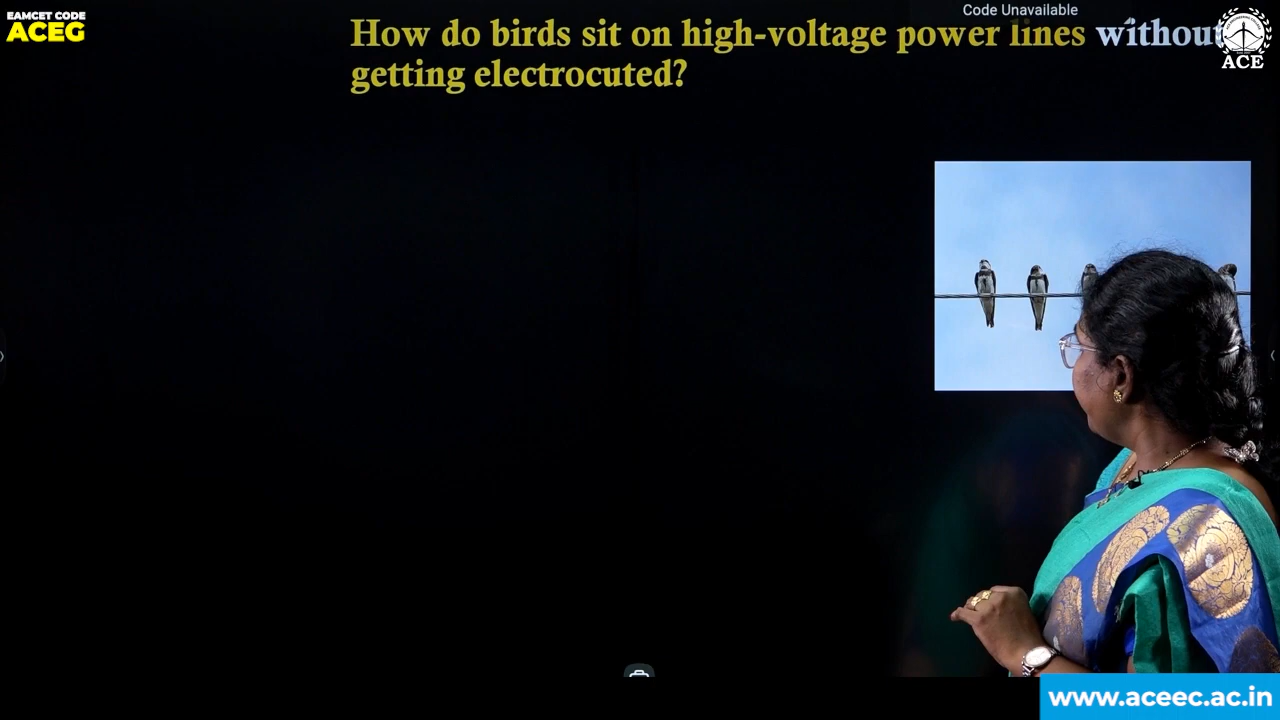 EAMCET CODE
ACEG
Code Unavailable
How do birds sit on high-voltage power lines without
getting electrocuted?
ACE
www.aceec.ac.in